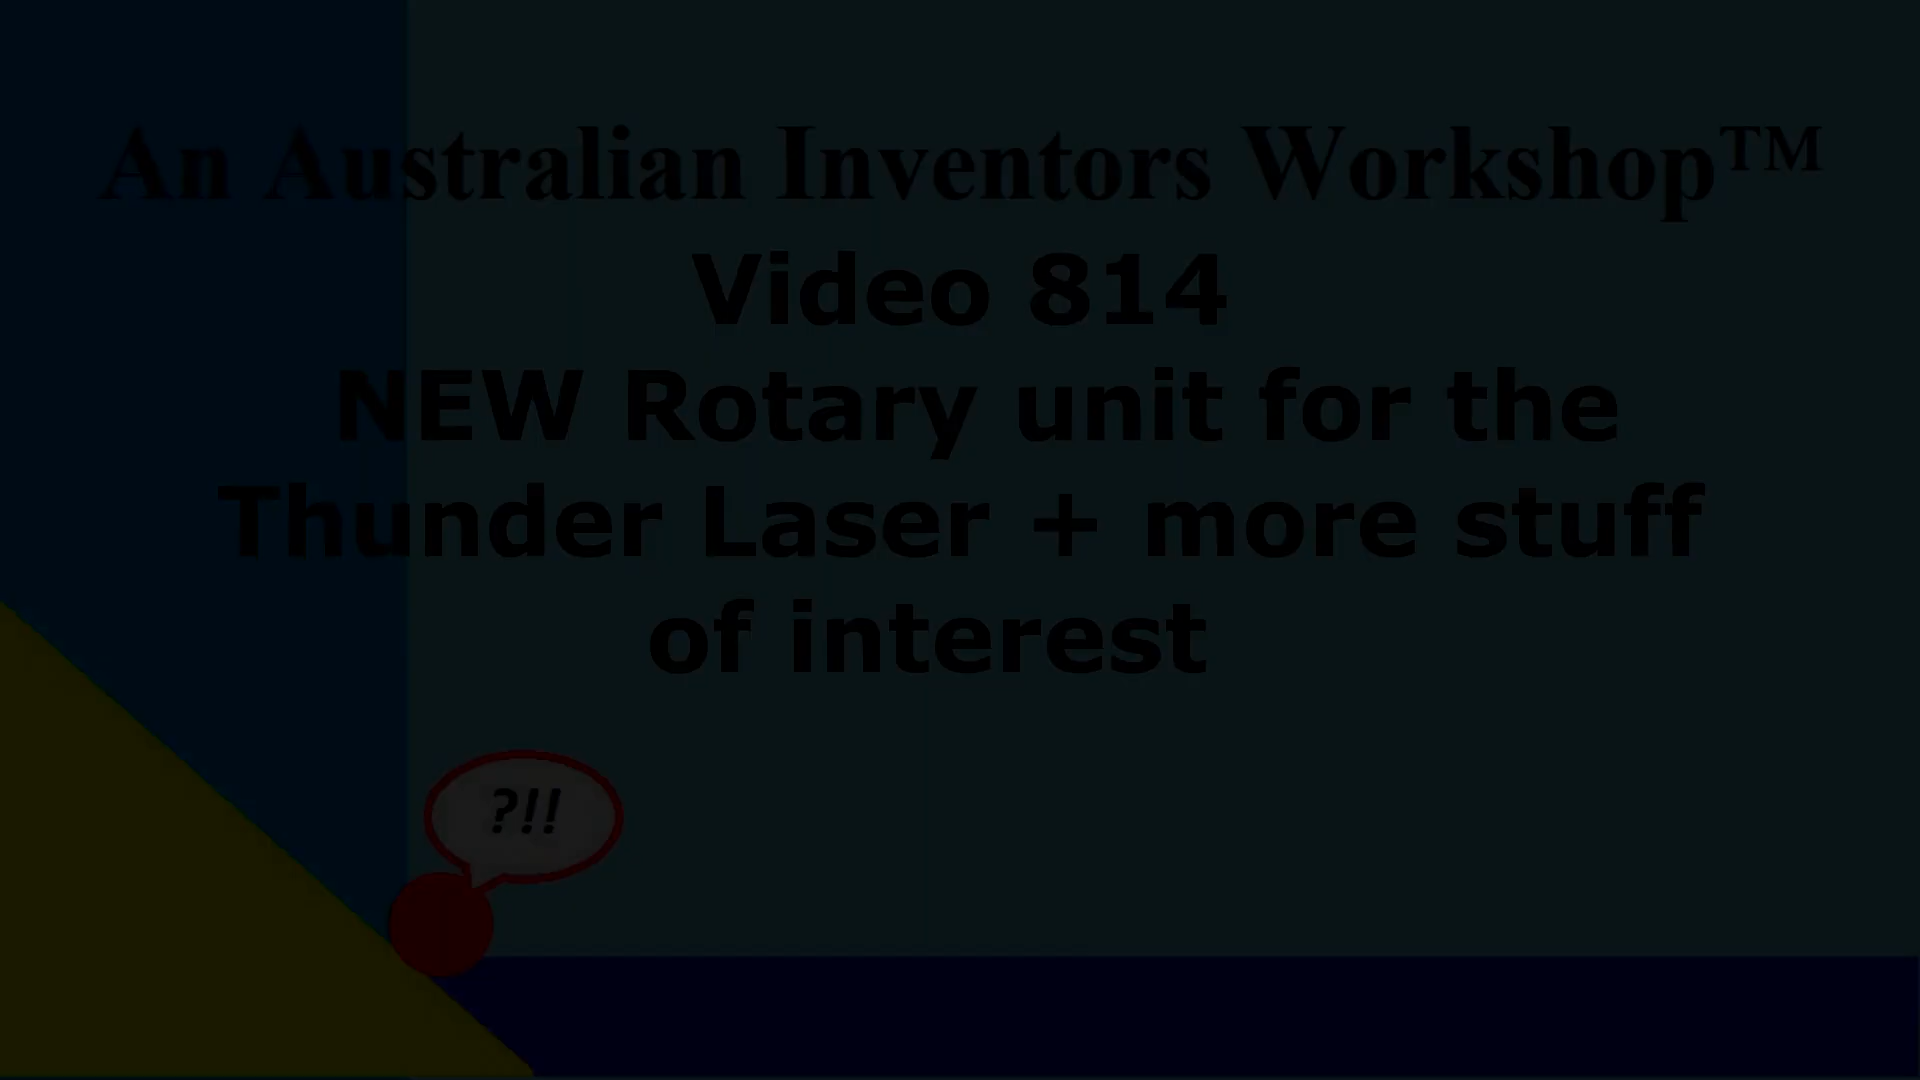 An Australian Inventors Workshop™
Video 814
NEW Rotary unit for the
Thunder Laser + more stuff
of interest
?!!